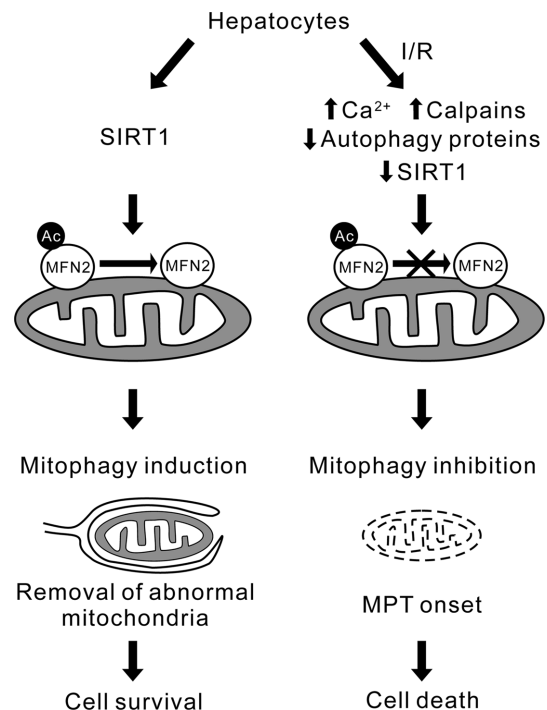 Hepatocytes
I/R
SIRT1
Ca²⁺ Calpains
Autophagy proteins
SIRT1
Ac
MFN2 MFN2
Ac
MFN2 MFN2
Mitophagy induction
Mitophagy inhibition
Removal of abnormal
mitochondria
MPT onset
Cell survival
Cell death